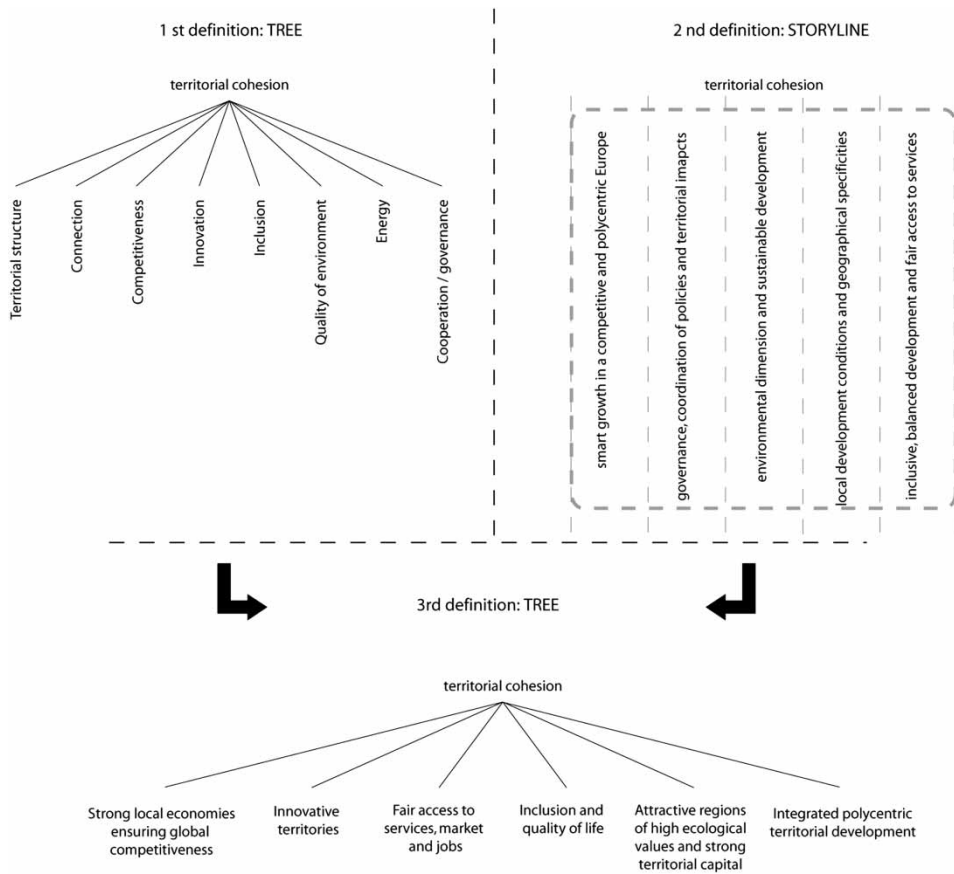 1 st definition: TREE
territorial cohesion
Territorial structure
Connection
Competitiveness
Innovation
Inclusion
Quality of environment
Energy
Cooperation / governance
2 nd definition: STORYLINE
territorial cohesion
smart growth in a competitive and polycentric Europe
governance, coordination of policies and territorial imapcts
environmental dimension and sustainable development
local development conditions and geographical specificities
inclusive, balanced development and fair access to services
3rd definition: TREE
territorial cohesion
Strong local economies
ensuring global
competitiveness
Innovative
territories
Fair access to
services, market
and jobs
Inclusion and
quality of life
Attractive regions
of high ecological
values and strong
territorial capital
Integrated polycentric
territorial development